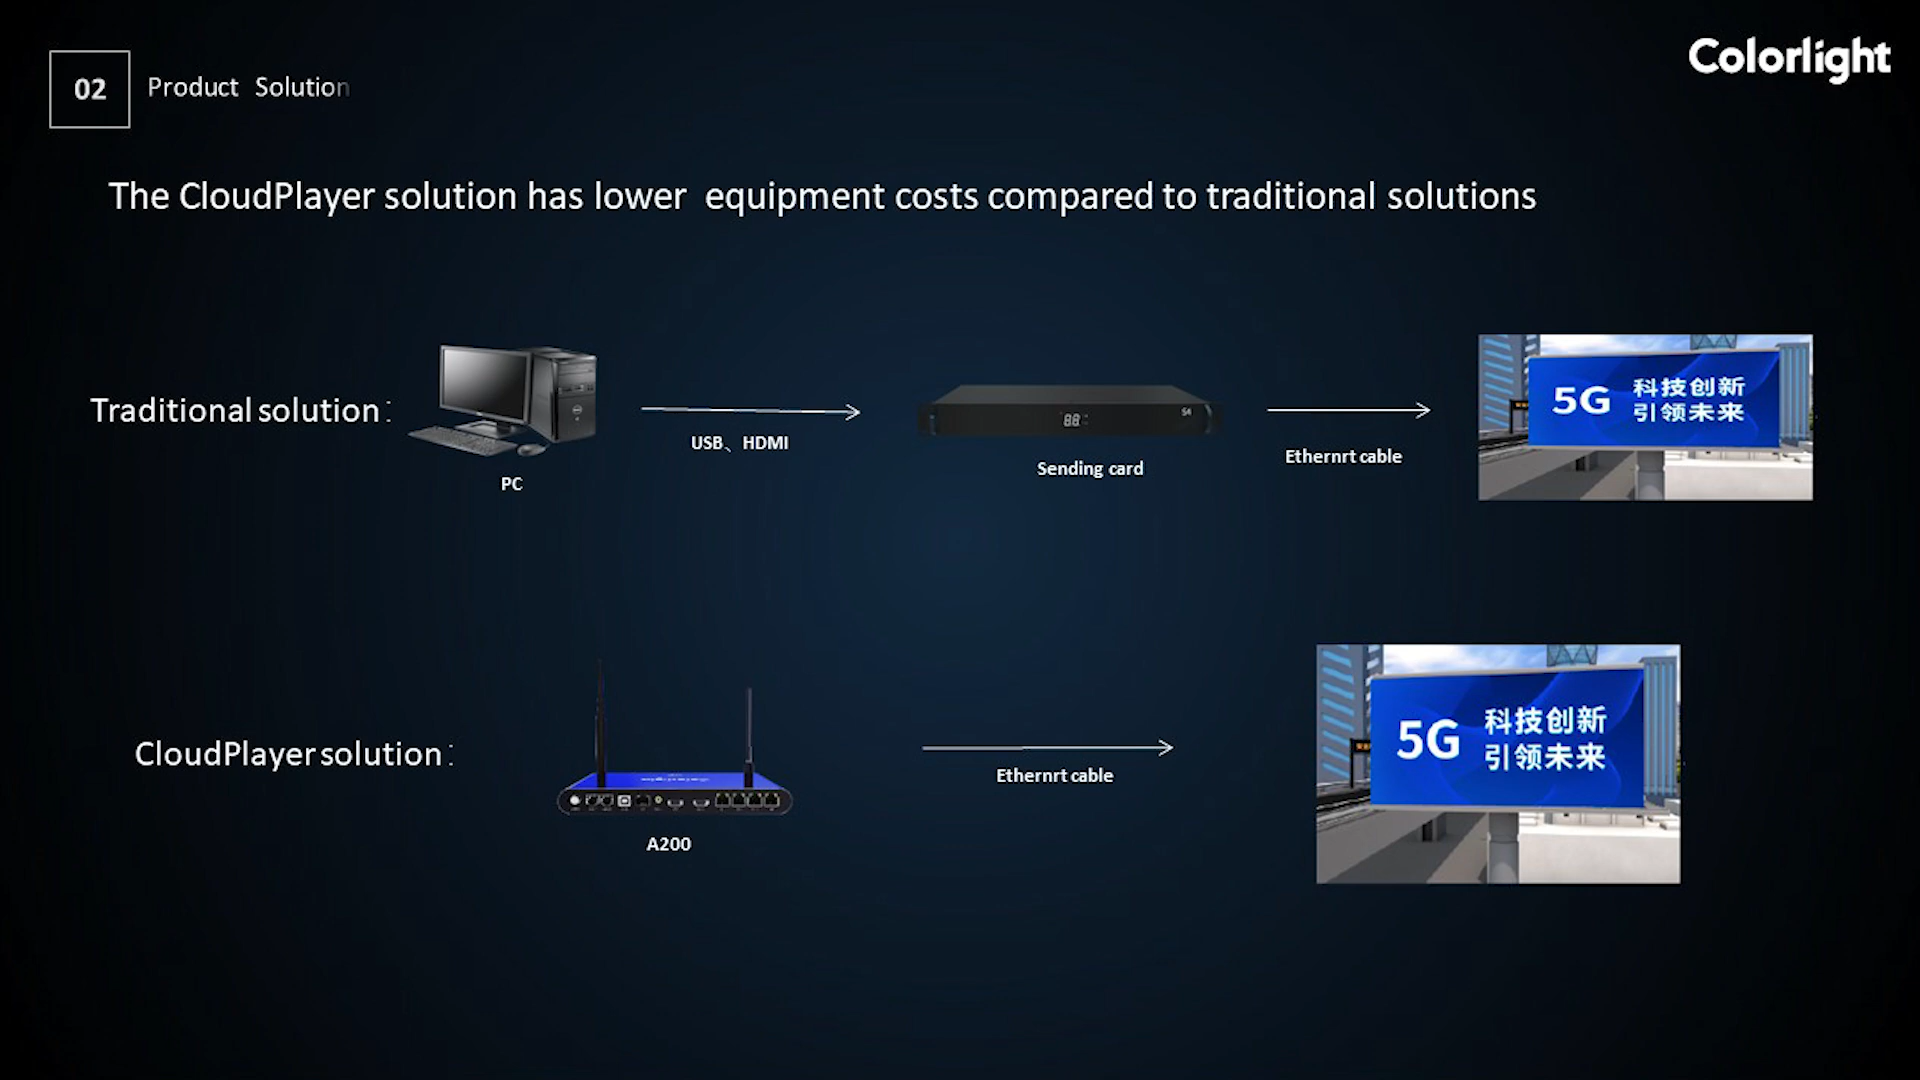 02
Product Solution
Colorlight
The CloudPlayer solution has lower equipment costs compared to traditional solutions
Traditional solution:
PC
USB、HDMI
88
S4
Sending card
Ethernrt cable
5G 科技创新
引领未来
CloudPlayer solution:
A200
Ethernrt cable
5G 科技创新
引领未来